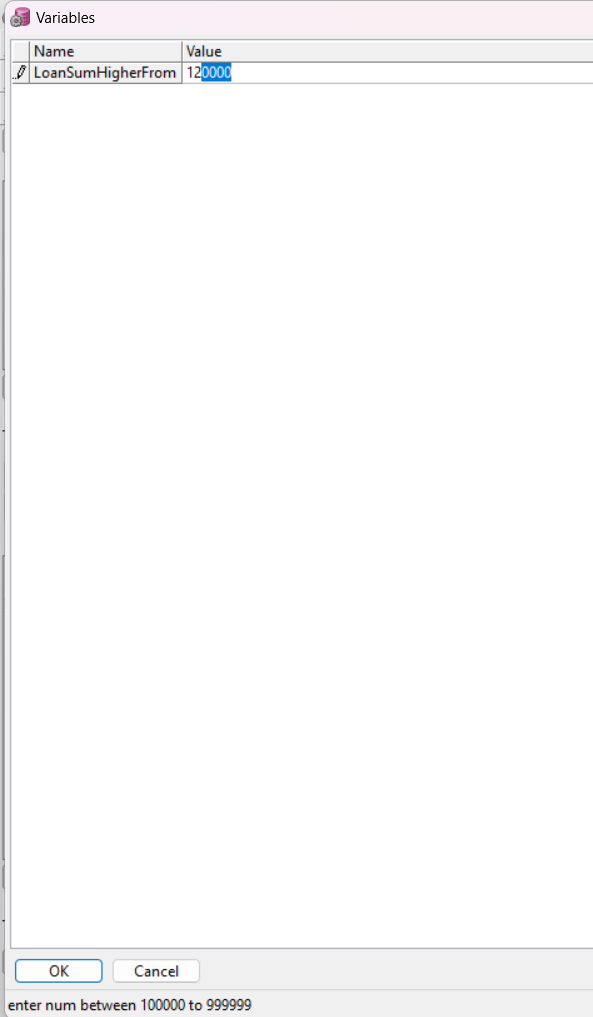 Variables
Name Value
LoanSumHigherFrom 120000
OK Cancel
enter num between 100000 to 999999